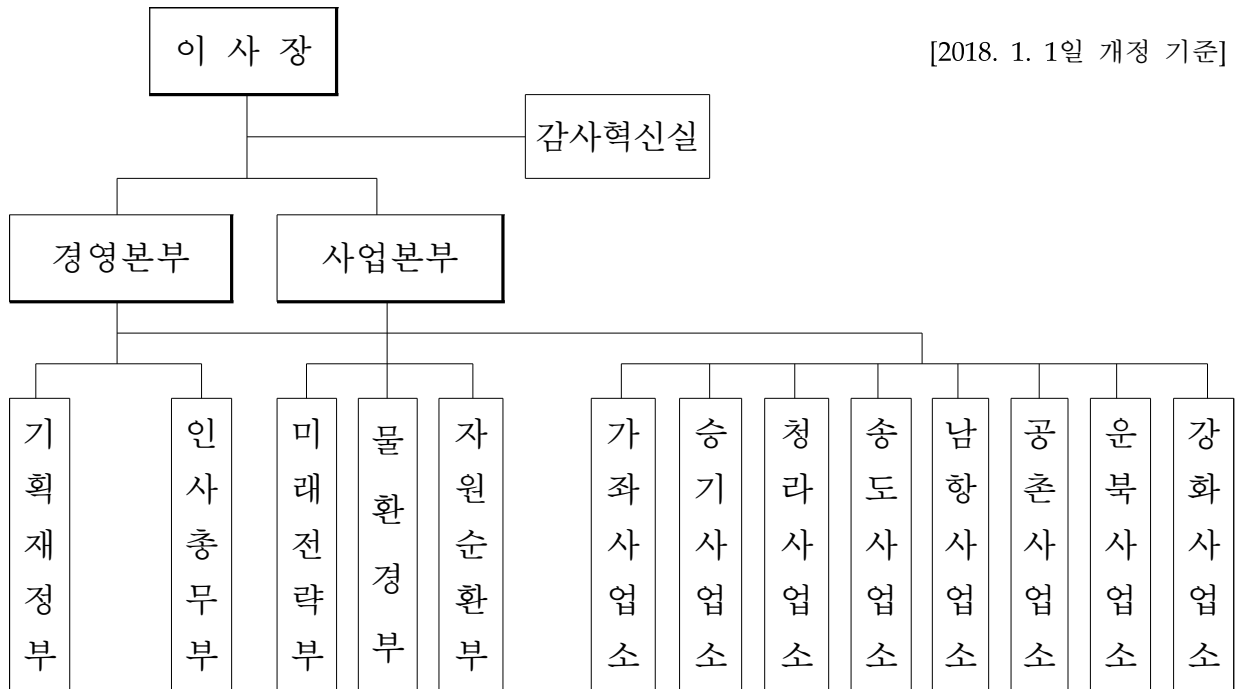 이 사 장
[2018. 1. 1일 개정 기준]
감사혁신실
경영본부
사업본부
기획재정부
인사총무부
미래전략부
물환경부
자원순환부
가좌사업소
승기사업소
청라사업소
송도사업소
남항사업소
공촌사업소
운북사업소
강화사업소